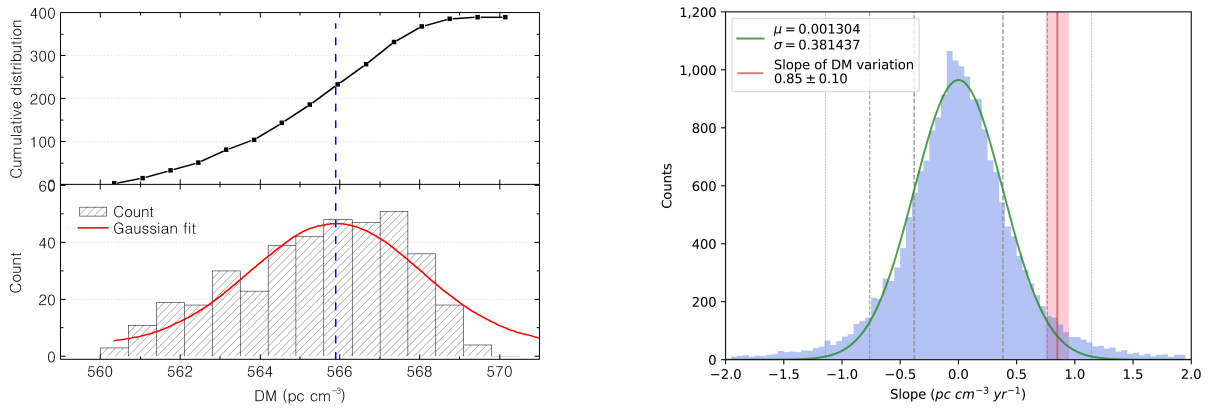 400
300
200
100
0
Cumulative distribution
60
40
20
0
Count
Count
Gaussian fit
560
562
564
566
568
570
DM (pc cm⁻³)
1,200
1,000
800
600
400
200
0
Counts
μ = 0.001304
σ = 0.381437
Slope of DM variation
0.85 ± 0.10
−2.0
−1.5
−1.0
−0.5
0.0
0.5
1.0
1.5
2.0
Slope (pc cm⁻³ yr⁻¹)